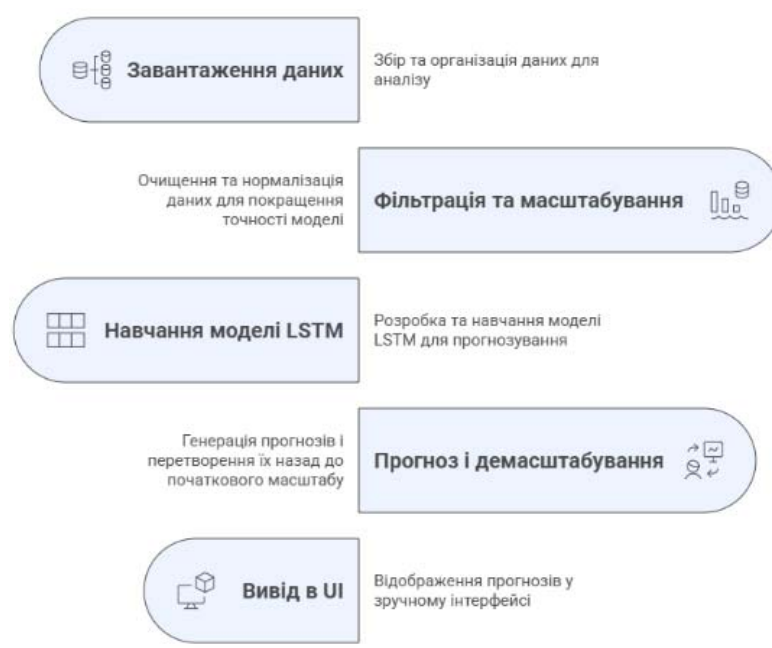 Завантаження даних
Збір та організація даних для
аналізу
Очищення та нормалізація
даних для покращення
точності моделі
Фільтрація та масштабування
Навчання моделі LSTM
Розробка та навчання моделі
LSTM для прогнозування
Генерація прогнозів і
перетворення їх назад до
початкового масштабу
Прогноз і демасштабування
Вивід в UI
Відображення прогнозів у
зручному інтерфейсі